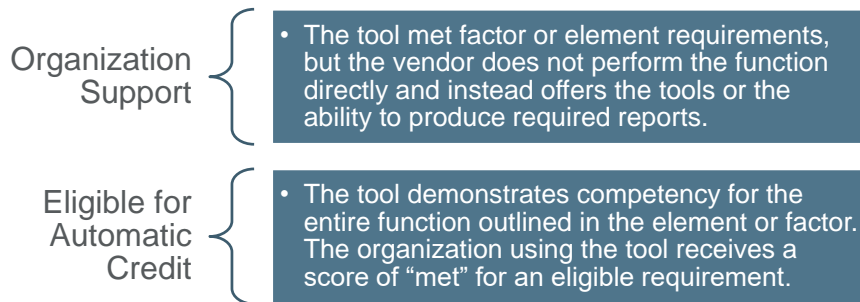 Organization
Support
• The tool met factor or element requirements,
but the vendor does not perform the function
directly and instead offers the tools or the
ability to produce required reports.
Eligible for
Automatic
Credit
• The tool demonstrates competency for the
entire function outlined in the element or factor.
The organization using the tool receives a
score of “met” for an eligible requirement.